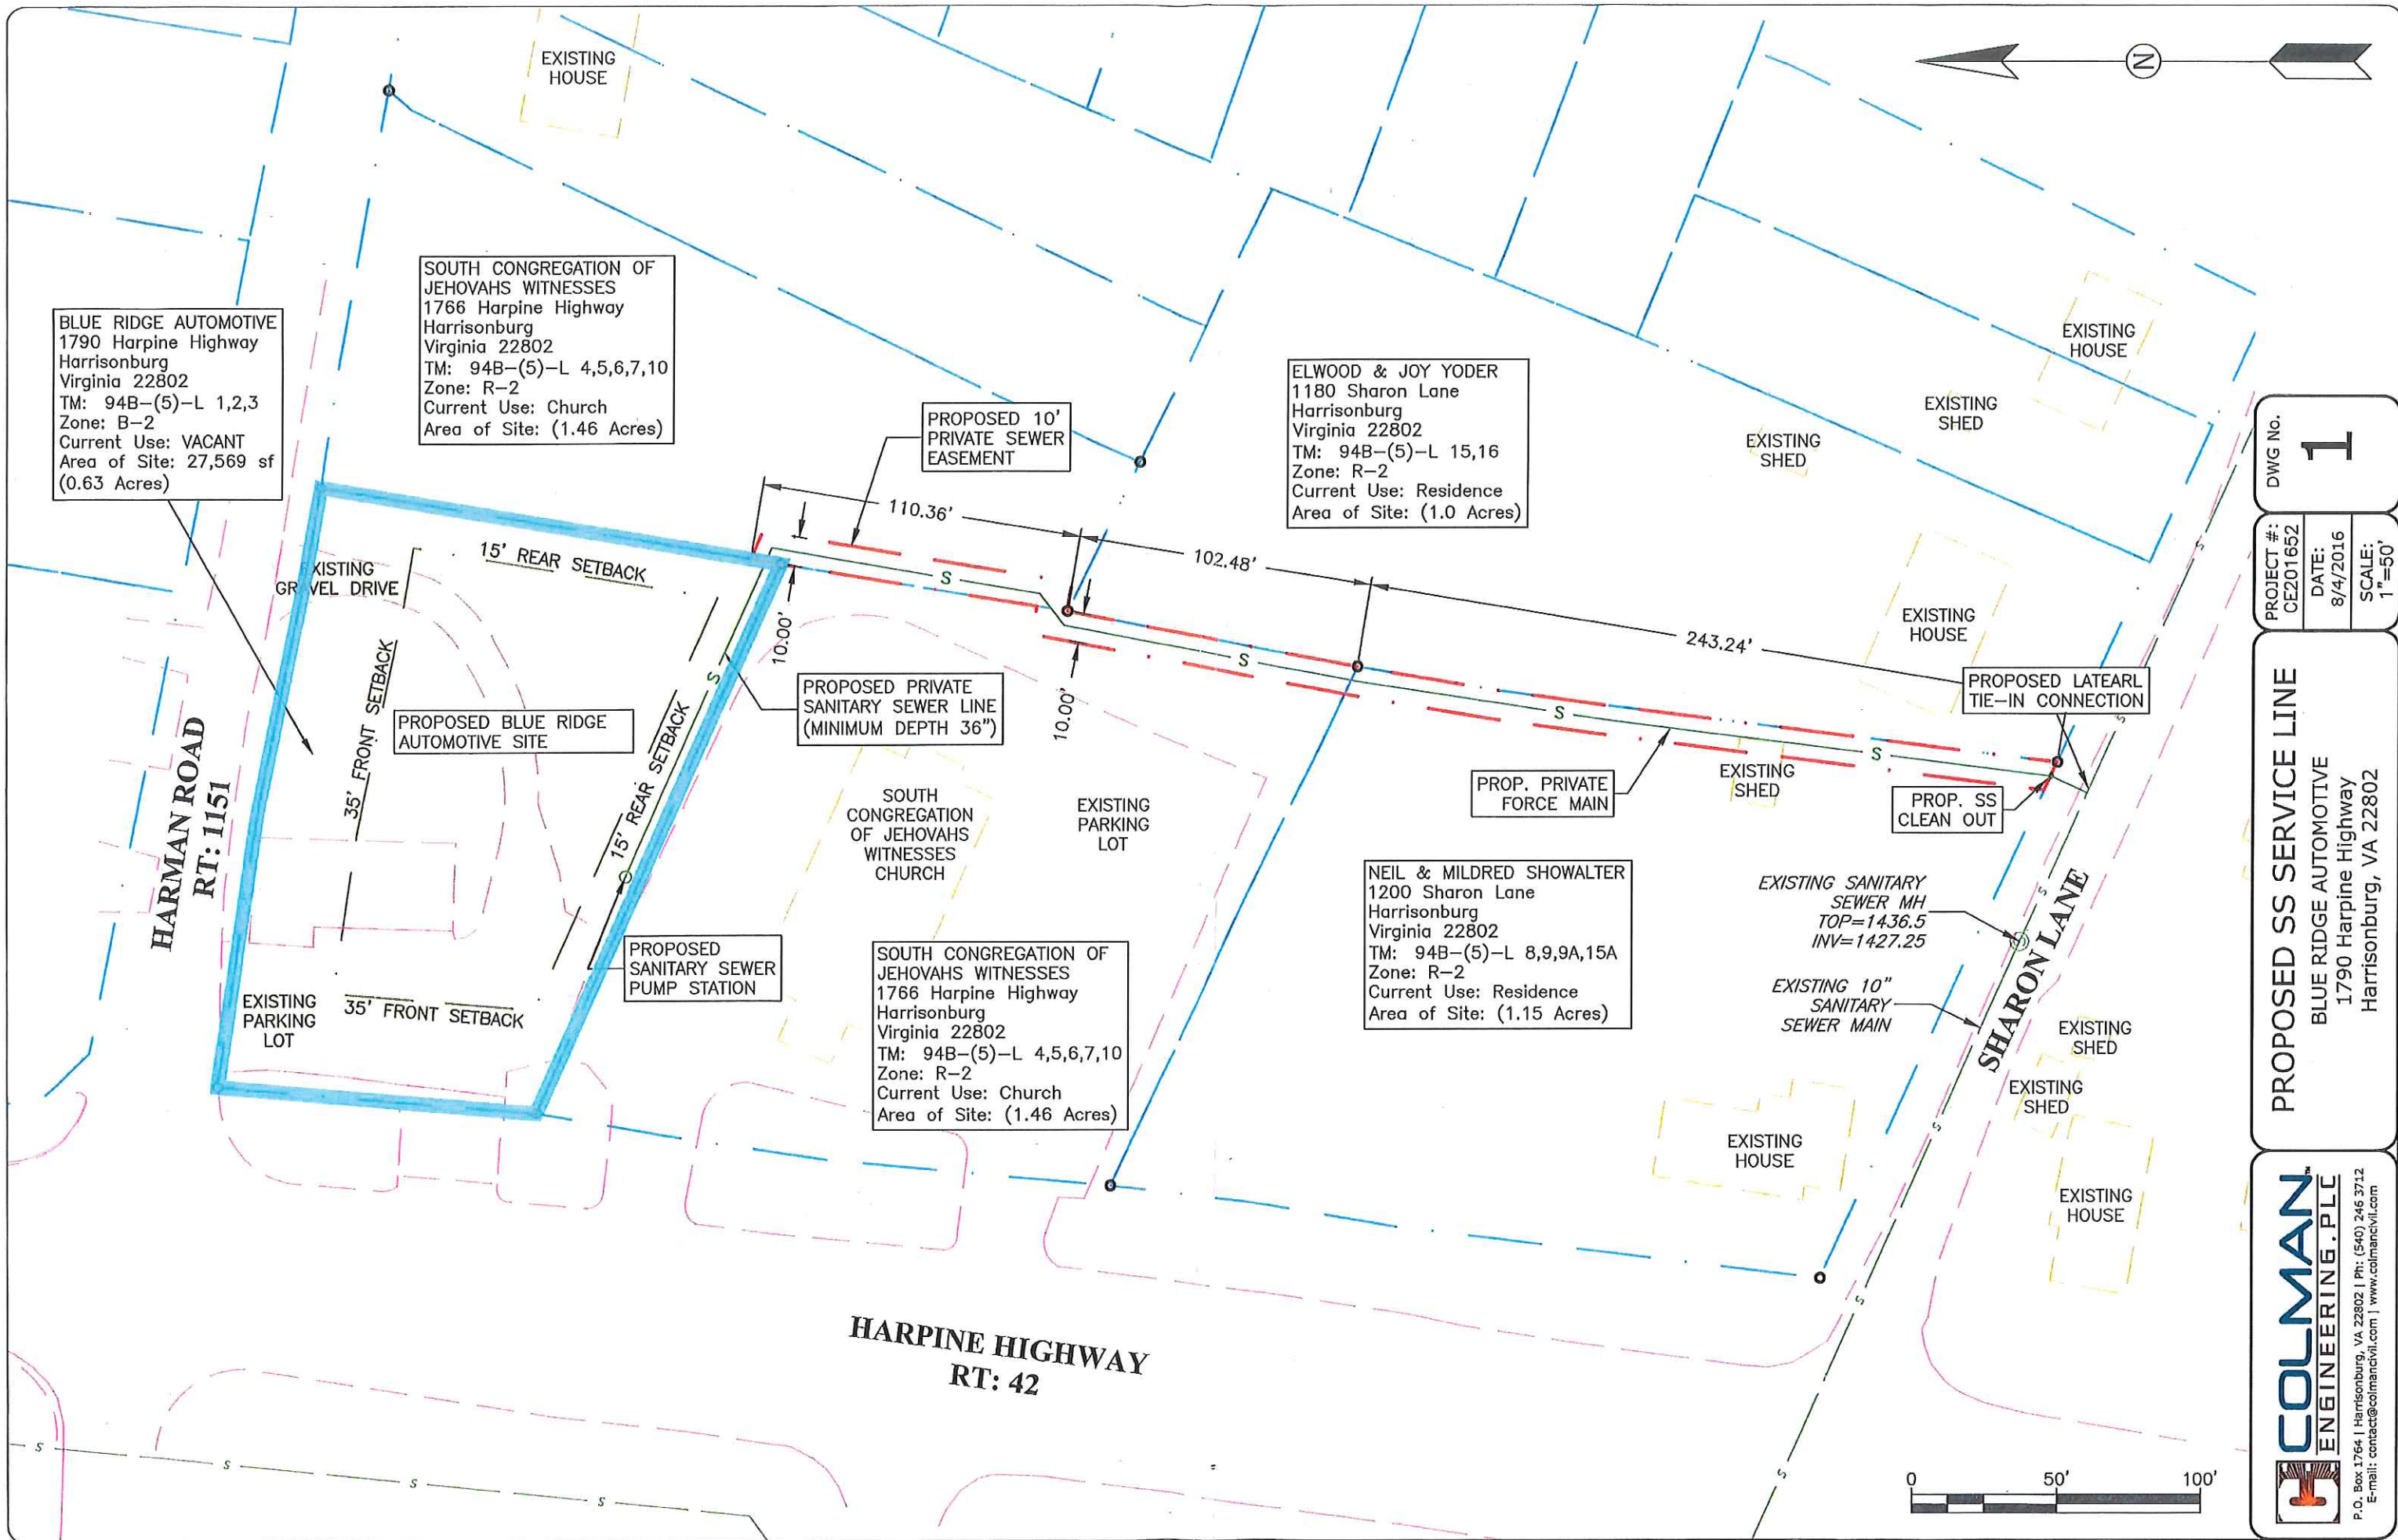 EXISTING
HOUSE
N
SOUTH CONGREGATION OF
JEHOVAHS WITNESSES
1766 Harpine Highway
Harrisonburg
Virginia 22802
TM: 94B-(5)-L 4,5,6,7,10
Zone: R-2
Current Use: Church
Area of Site: (1.46 Acres)
BLUE RIDGE AUTOMOTIVE
1790 Harpine Highway
Harrisonburg
Virginia 22802
TM: 94B-(5)-L 1,2,3
Zone: B-2
Current Use: VACANT
Area of Site: 27,569 sf
(0.63 Acres)
PROPOSED 10'
PRIVATE SEWER
EASEMENT
ELWOOD & JOY YODER
1180 Sharon Lane
Harrisonburg
Virginia 22802
TM: 94B-(5)-L 15,16
Zone: R-2
Current Use: Residence
Area of Site: (1.0 Acres)
EXISTING
HOUSE
EXISTING
SHED
EXISTING
SHED
110.36'
102.48'
243.24'
15' REAR SETBACK
EXISTING
GRAVEL DRIVE
S
10.00'
S
S
10.00'
S
S
S
EXISTING
HOUSE
35' FRONT SETBACK
PROPOSED BLUE RIDGE
AUTOMOTIVE SITE
PROPOSED PRIVATE
SANITARY SEWER LINE
(MINIMUM DEPTH 36")
PROPOSED LATEARL
TIE-IN CONNECTION
S
HARMAN ROAD
RT: 1151
15' REAR SETBACK
SOUTH
CONGREGATION
OF JEHOVAHS
WITNESSES
CHURCH
EXISTING
PARKING
LOT
PROP. PRIVATE
FORCE MAIN
EXISTING
SHED
PROP. SS
CLEAN OUT
PROPOSED
SANITARY SEWER
PUMP STATION
EXISTING
PARKING
LOT
35' FRONT SETBACK
SOUTH CONGREGATION OF
JEHOVAHS WITNESSES
1766 Harpine Highway
Harrisonburg
Virginia 22802
TM: 94B-(5)-L 4,5,6,7,10
Zone: R-2
Current Use: Church
Area of Site: (1.46 Acres)
NEIL & MILDRED SHOWALTER
1200 Sharon Lane
Harrisonburg
Virginia 22802
TM: 94B-(5)-L 8,9,9A,15A
Zone: R-2
Current Use: Residence
Area of Site: (1.15 Acres)
EXISTING SANITARY
SEWER MH
TOP=1436.5
INV=1427.25
S
EXISTING 10"
SANITARY
SEWER MAIN
SHARON LANE
EXISTING
SHED
EXISTING
SHED
S
EXISTING
HOUSE
EXISTING
HOUSE
S
S
HARPINE HIGHWAY
RT: 42
S
S
S
S
0
50'
100'
DWG No.
1
PROJECT #:
CE201652
DATE:
8/4/2016
SCALE:
1"=50'
PROPOSED SS SERVICE LINE
BLUE RIDGE AUTOMOTIVE
1790 Harpine Highway
Harrisonburg, VA 22802
COLMAN™
ENGINEERING.PLC
P.O. Box 1764 | Harrisonburg, VA 22802 | Ph: (540) 246 3712
E-mail: contact@colmancivil.com | www.colmancivil.com